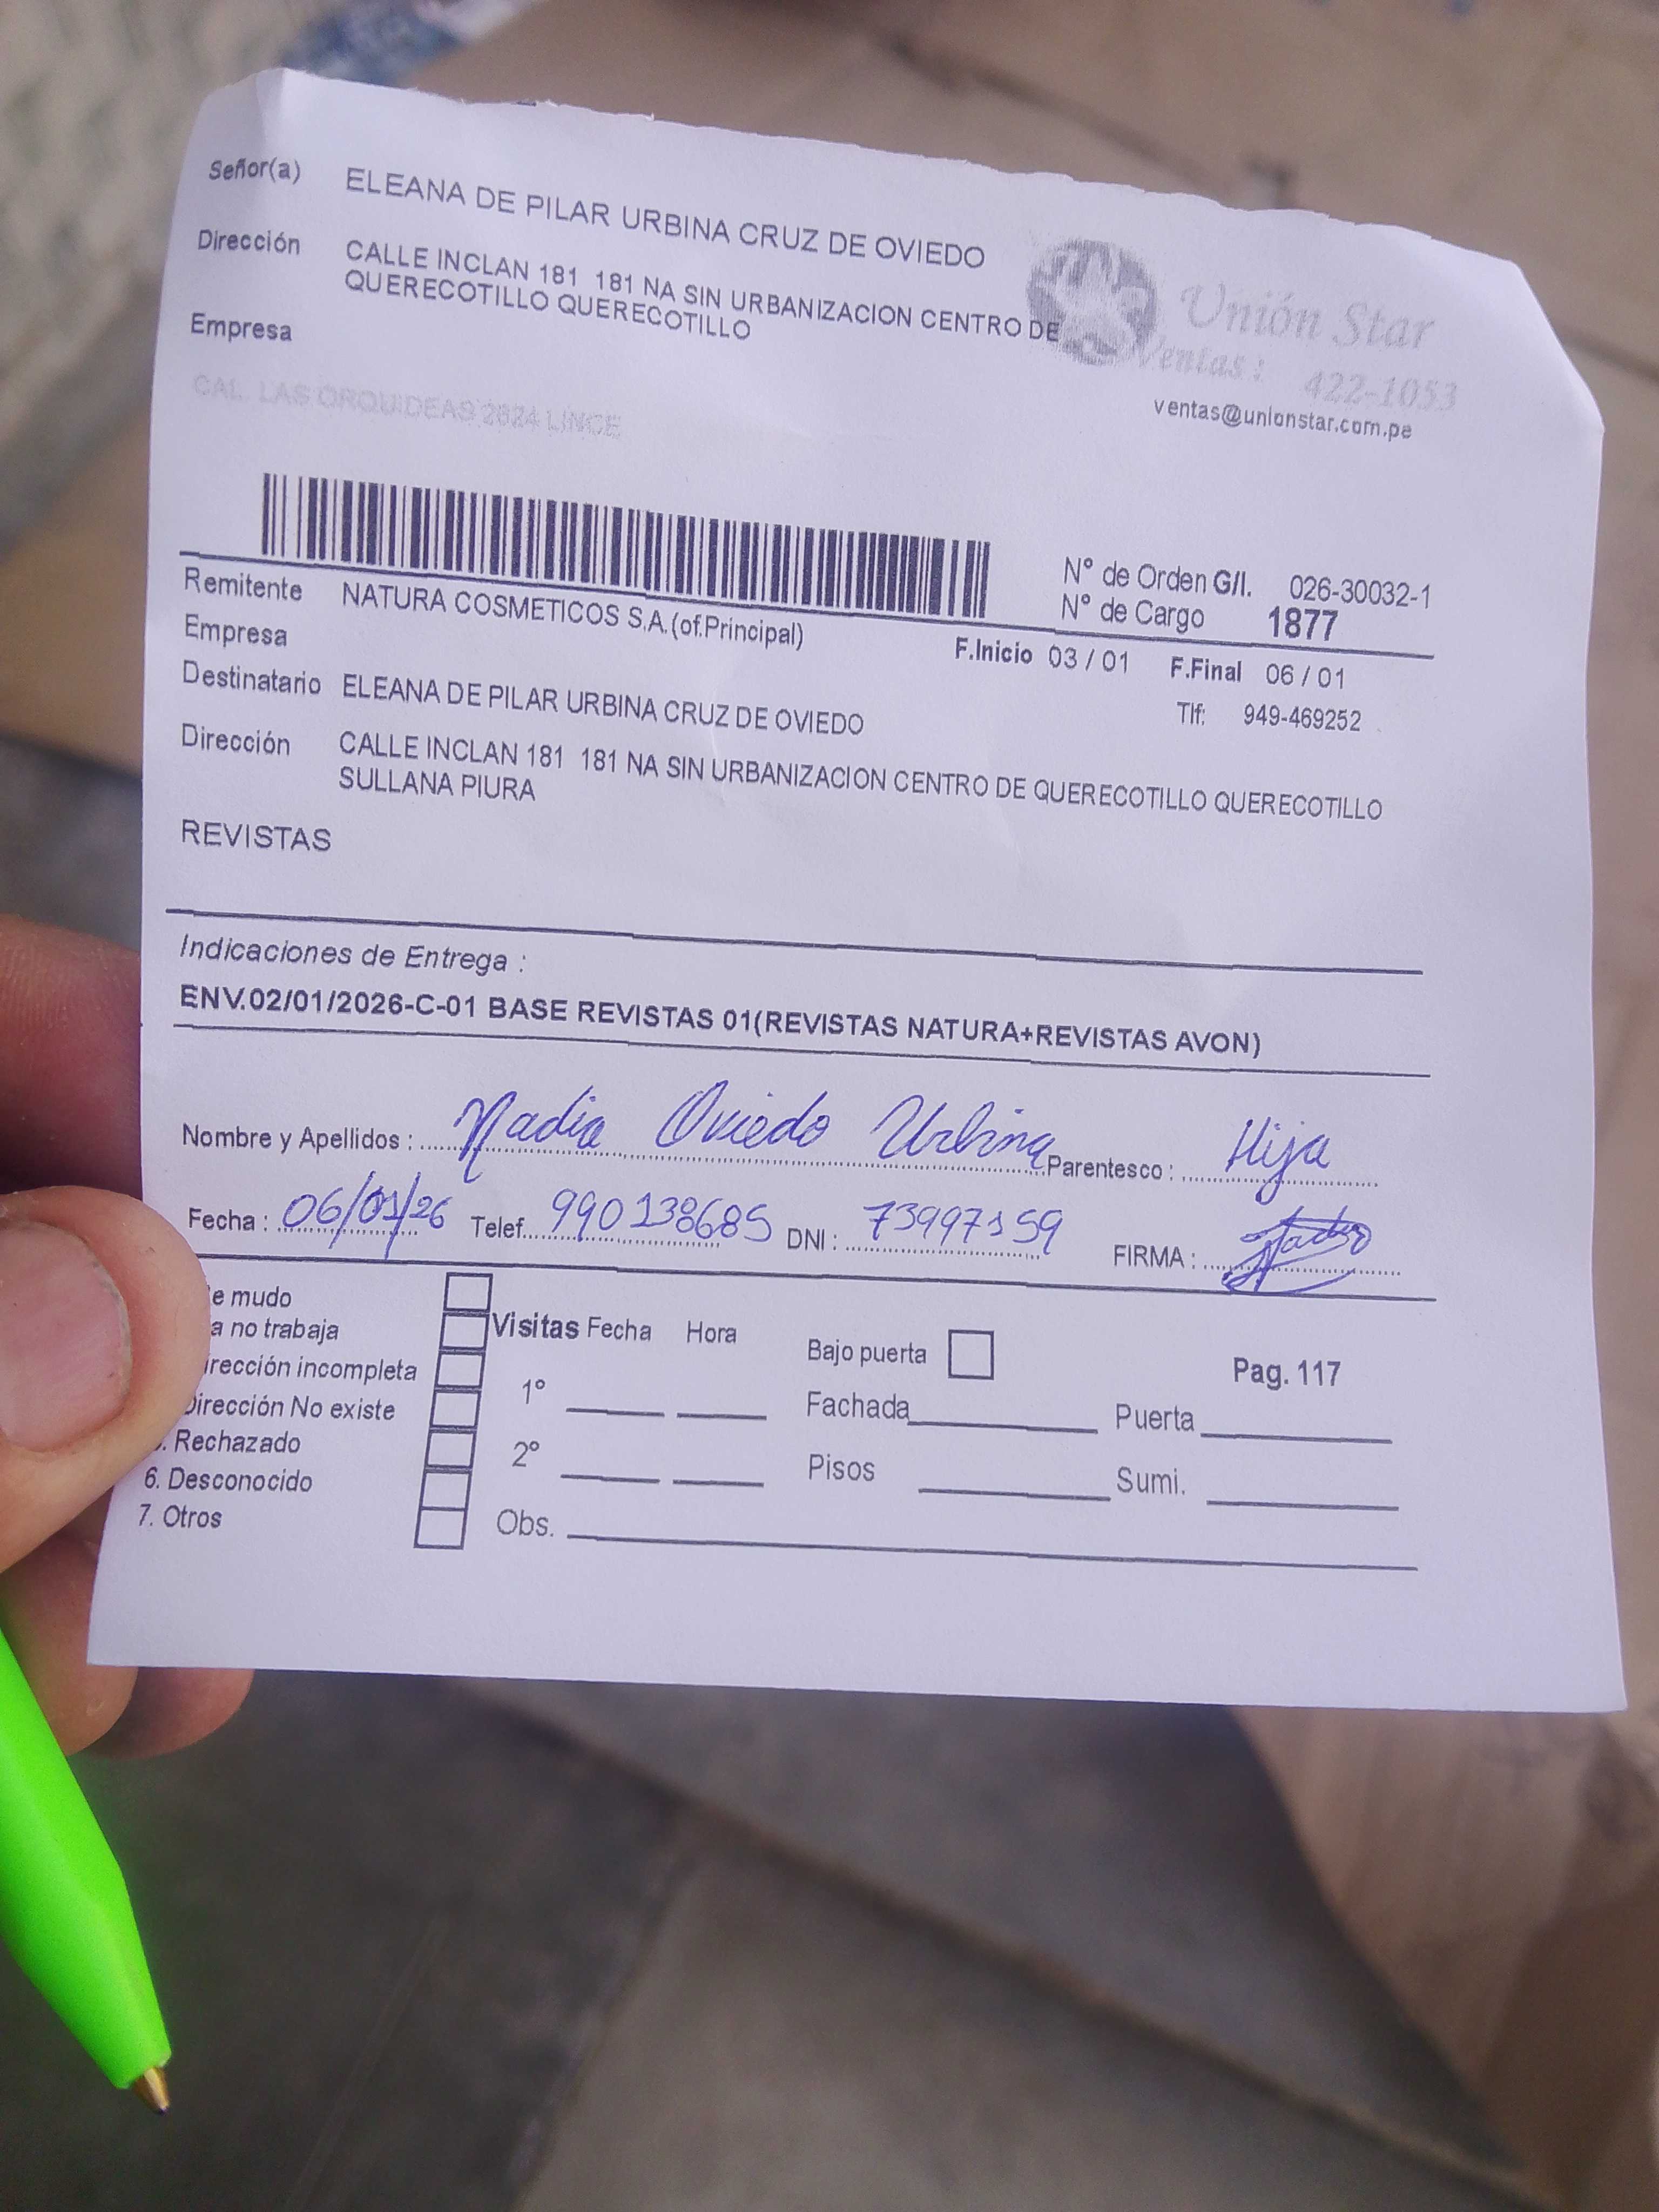 Señor(a) ELEANA DE PILAR URBINA CRUZ DE OVIEDO
Dirección CALLE INCLAN 181 181 NA SIN URBANIZACION CENTRO DE
QUERECOTILLO QUERECOTILLO
Empresa
Unión Star
Ventas: 422-1053
ventas@unionstar.com.pe
CAL. LAS ORQUIDEAS 2624 LINCE
N° de Orden G/I. 026-30032-1
N° de Cargo 1877
Remitente NATURA COSMETICOS S.A.(of.Principal)
Empresa
F.Inicio 03 / 01 F.Final 06 / 01
Destinatario ELEANA DE PILAR URBINA CRUZ DE OVIEDO
Tlf: 949-469252
Dirección CALLE INCLAN 181 181 NA SIN URBANIZACION CENTRO DE QUERECOTILLO QUERECOTILLO
SULLANA PIURA
REVISTAS
Indicaciones de Entrega :
ENV.02/01/2026-C-01 BASE REVISTAS 01(REVISTAS NATURA+REVISTAS AVON)
Nombre y Apellidos : Nadia Oviedo Urbina Parentesco : Hija
Fecha : 06/01/26 Telef. 990138685 DNI : 73997159 FIRMA :
e mudo
a no trabaja
irección incompleta
Dirección No existe
. Rechazado
6. Desconocido
7. Otros
Visitas Fecha Hora
1°
2°
Obs.
Bajo puerta
Fachada
Pisos
Pag. 117
Puerta
Sumi.